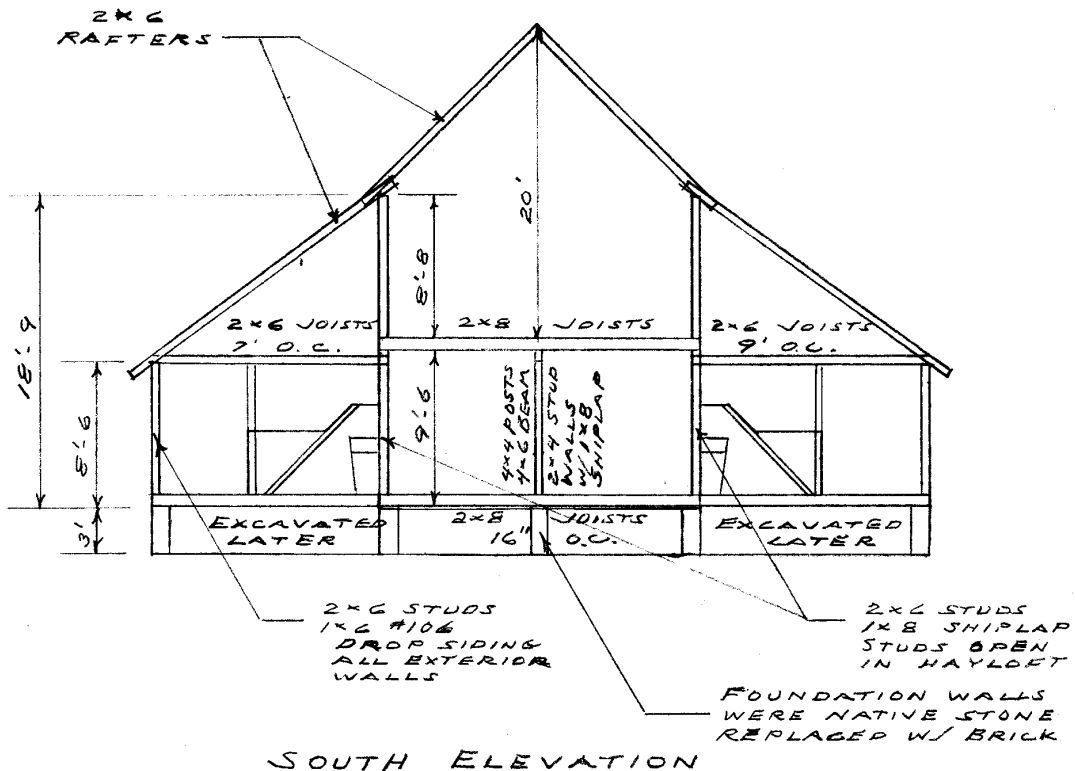 2×6
RAFTERS
20'
18'-9
8'-8
2×6 JOISTS
7' O.C.
2×8 JOISTS
2×6 JOISTS
9' O.C.
8'-6
9'-6
4×4 POSTS
4×6 BEAM
2×4 STUD
WALLS
W/ 1×8
SHIPLAP
3'
EXCAVATED
LATER
2×8 JOISTS
16" O.C.
EXCAVATED
LATER
2×6 STUDS
1×6 #106
DROP SIDING
ALL EXTERIOR
WALLS
2×6 STUDS
1×8 SHIPLAP
STUDS OPEN
IN HAYLOFT
FOUNDATION WALLS
WERE NATIVE STONE
REPLACED W/ BRICK
SOUTH ELEVATION